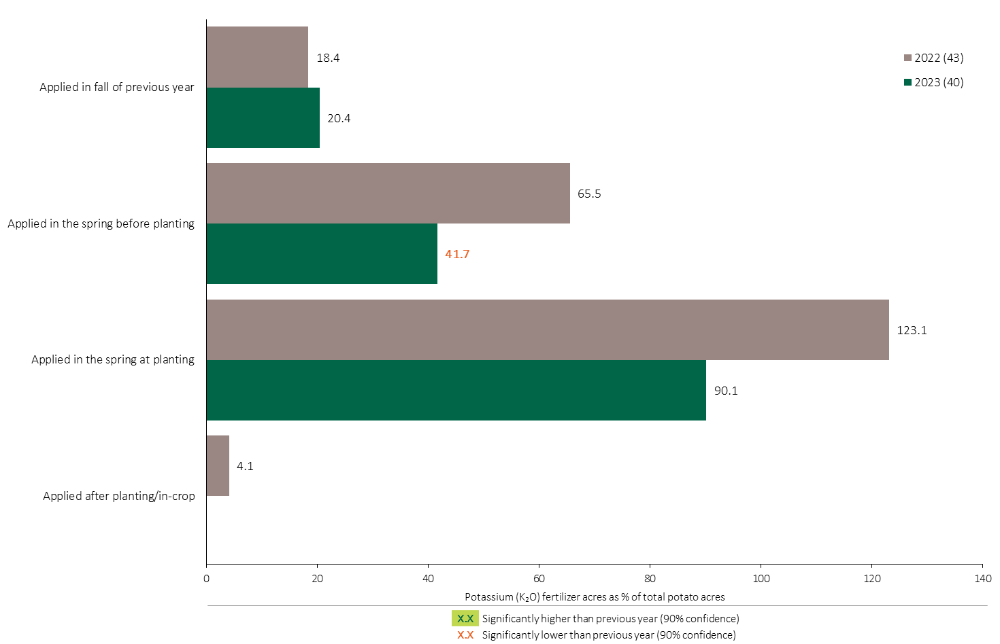 18.4
2022 (43)
2023 (40)
Applied in fall of previous year
20.4
65.5
Applied in the spring before planting
41.7
123.1
Applied in the spring at planting
90.1
4.1
Applied after planting/in-crop
0 20 40 60 80 100 120 140
Potassium (K₂O) fertilizer acres as % of total potato acres
X.X Significantly higher than previous year (90% confidence)
X.X Significantly lower than previous year (90% confidence)